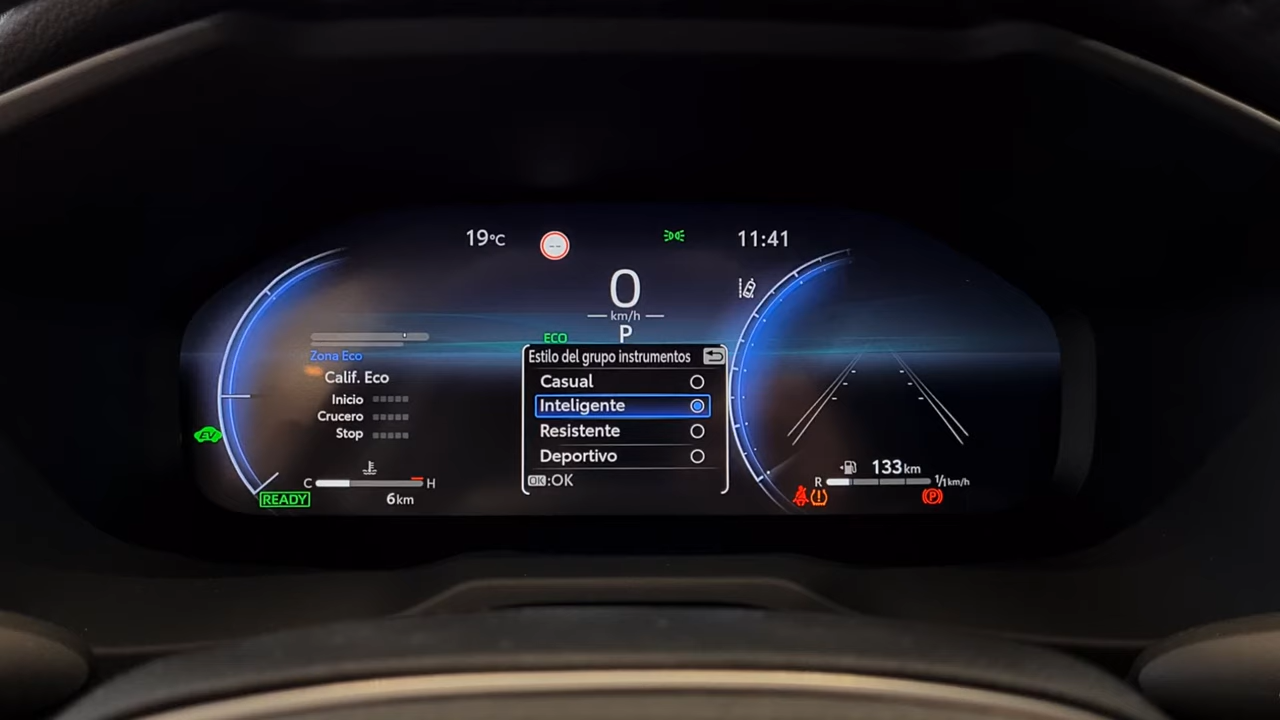 19°C
--
11:41
0
km/h
ECO
P
Zona Eco
Calif. Eco
Inicio
Crucero
Stop
EV
C
H
READY
6km
Estilo del grupo instrumentos
Casual
Inteligente
Resistente
Deportivo
OK:OK
133km
R
1/1km/h
(!)
(P)